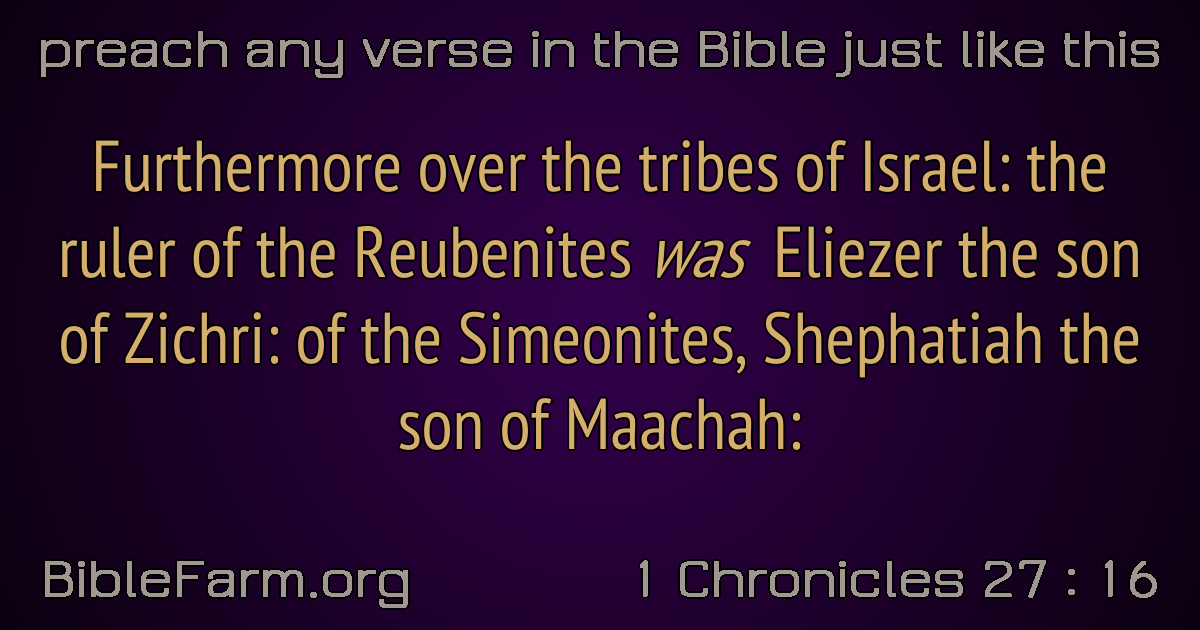 preach any verse in the Bible just like this
Furthermore over the tribes of Israel: the
ruler of the Reubenites was Eliezer the son
of Zichri: of the Simeonites, Shephatiah the
son of Maachah:
BibleFarm.org
1 Chronicles 27 : 16